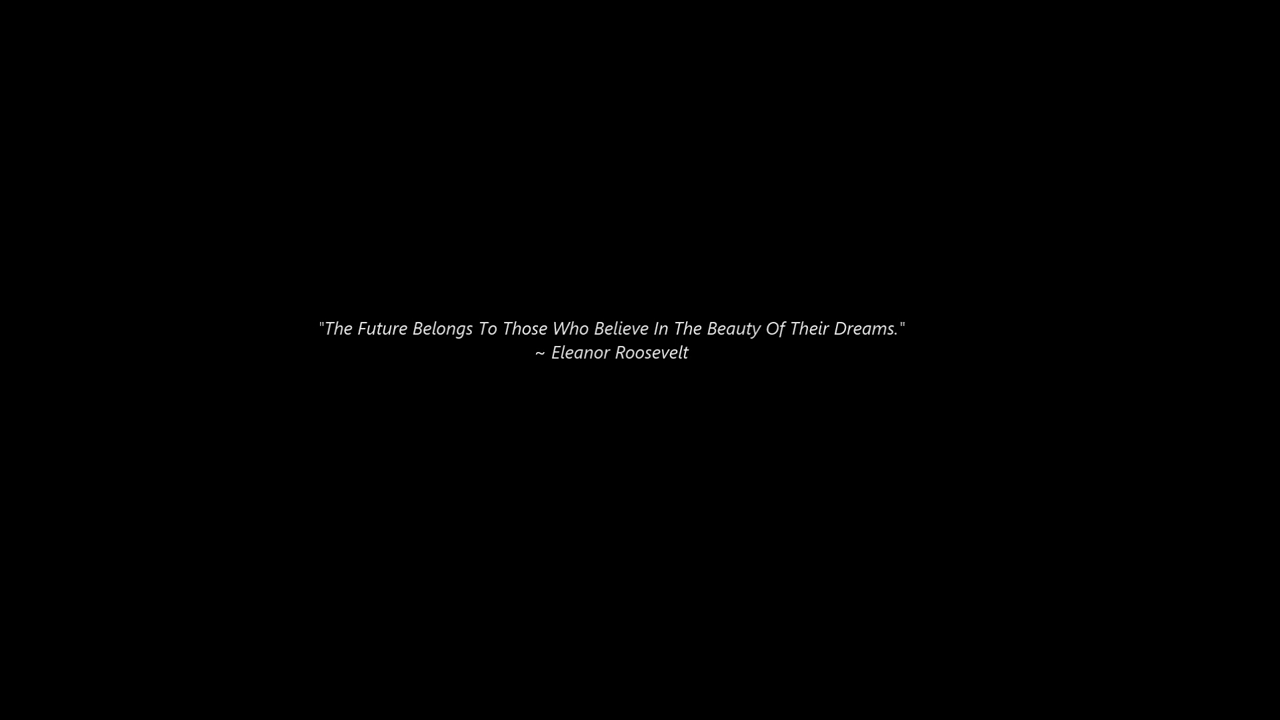 "The Future Belongs To Those Who Believe In The Beauty Of Their Dreams."
~ Eleanor Roosevelt